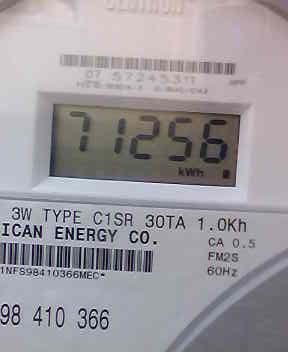 CENTRON
07 57245311
71256
kWh
3W TYPE C1SR 30TA 1.0Kh
ICAN ENERGY CO.
CA 0.5
FM2S
60Hz
1NFS98410366MEC*
98 410 366